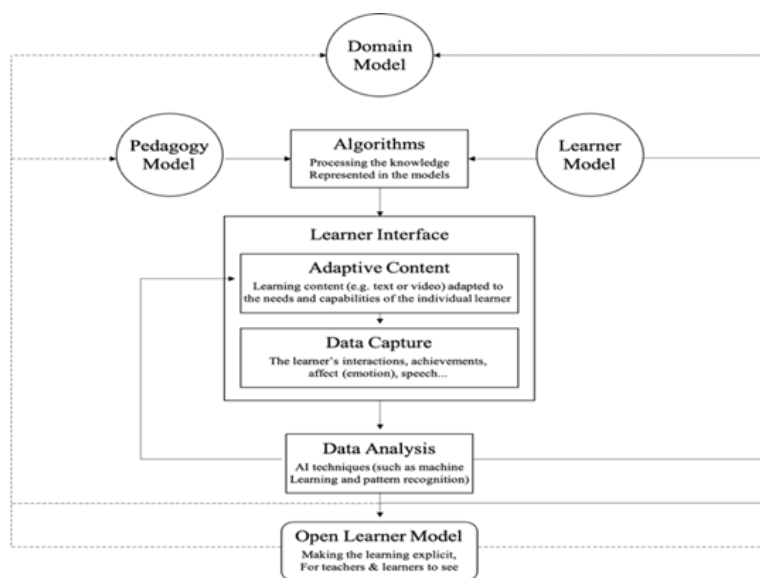 Domain
Model
Pedagogy
Model
Algorithms
Processing the knowledge
Represented in the models
Learner
Model
Learner Interface
Adaptive Content
Learning content (e.g. text or video) adapted to
the needs and capabilities of the individual learner
Data Capture
The learner's interactions, achievements,
affect (emotion), speech...
Data Analysis
AI techniques (such as machine
Learning and pattern recognition)
Open Learner Model
Making the learning explicit,
For teachers & learners to see